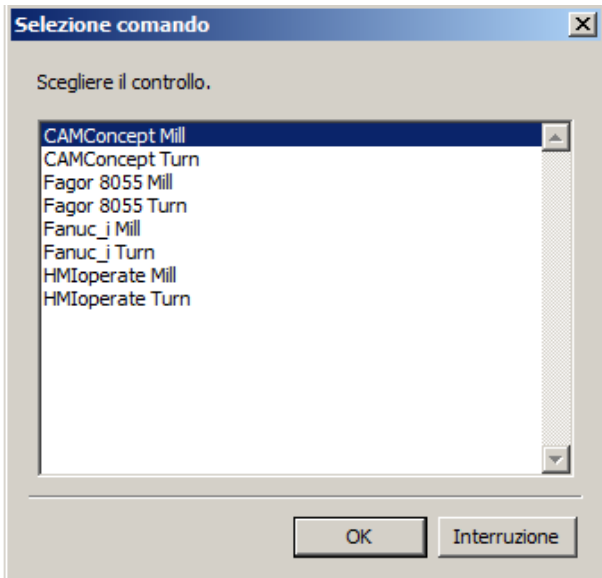 Selezione comando
Scegliere il controllo.
CAMConcept Mill
CAMConcept Turn
Fagor 8055 Mill
Fagor 8055 Turn
Fanuc_i Mill
Fanuc_i Turn
HMIoperate Mill
HMIoperate Turn
OK Interruzione